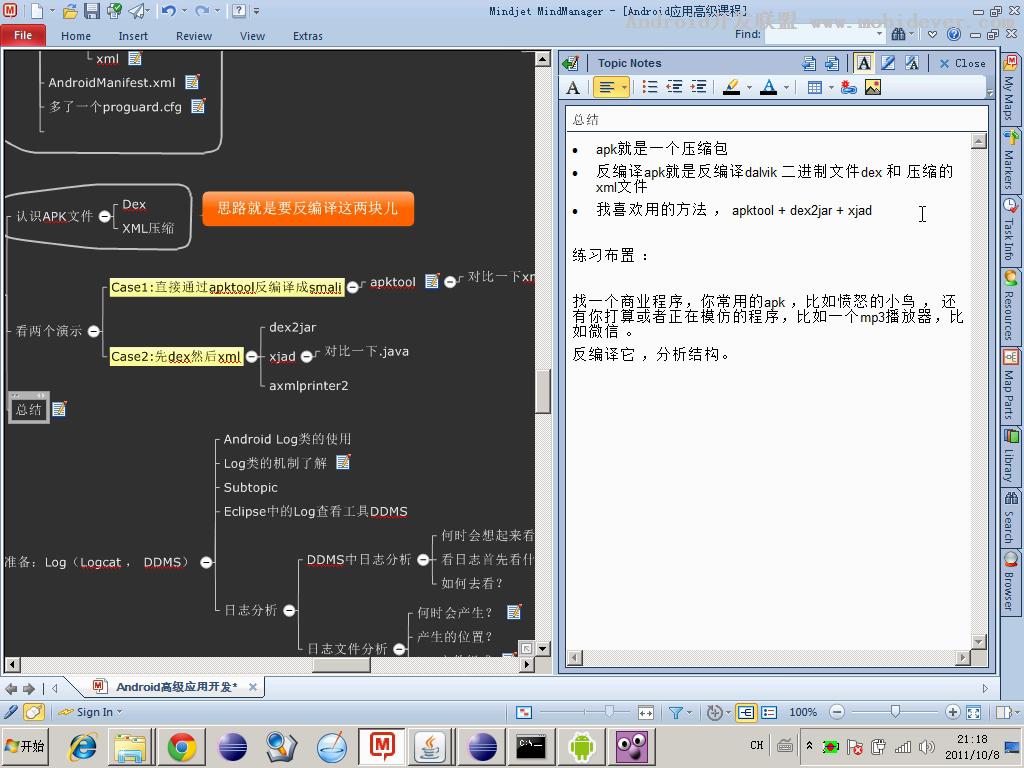 Mindjet MindManager - [Android应用高级课程]
Android开发联盟 www.mobidever.com
File
Home
Insert
Review
View
Extras
Find:
xml
AndroidManifest.xml
多了一个proguard.cfg
认识APK文件
Dex
XML压缩
思路就是要反编译这两块儿
看两个演示
Case1:直接通过apktool反编译成smali
apktool
对比一下xm
Case2:先dex然后xml
dex2jar
xjad
对比一下.java
axmlprinter2
总结
准备：Log（Logcat ， DDMS）
Android Log类的使用
Log类的机制了解
Subtopic
Eclipse中的Log查看工具DDMS
日志分析
DDMS中日志分析
何时会想起来看
看日志首先看什
如何去看？
日志文件分析
何时会产生？
产生的位置？
Topic Notes
Close
总结
• apk就是一个压缩包
• 反编译apk就是反编译dalvik 二进制文件dex 和 压缩的
xml文件
• 我喜欢用的方法 ， apktool + dex2jar + xjad
练习布置 ：
找一个商业程序，你常用的apk ，比如愤怒的小鸟 ， 还
有你打算或者正在模仿的程序，比如一个mp3播放器，比
如微信 。
反编译它 ，分析结构。
My Maps
Markers
Task Info
Resources
Map Parts
Library
Search
Browser
Android高级应用开发*
Sign In
100%
开始
CH
21:18
2011/10/8